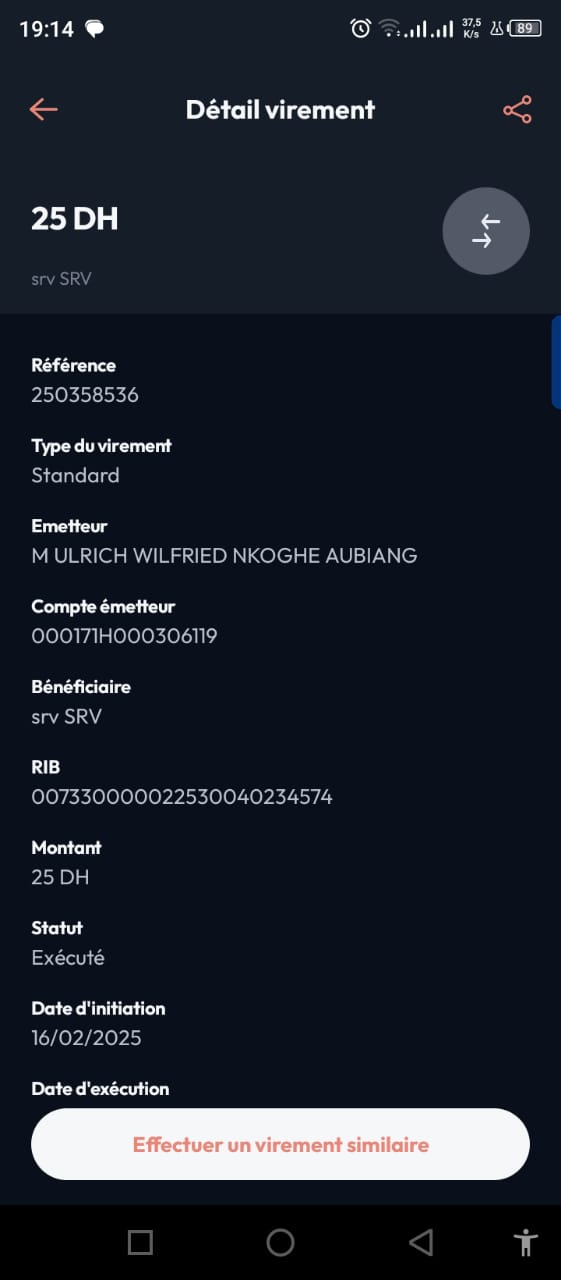 19:14
37,5
K/s
89
Détail virement
25 DH
srv SRV
Référence
250358536
Type du virement
Standard
Emetteur
M ULRICH WILFRIED NKOGHE AUBIANG
Compte émetteur
000171H000306119
Bénéficiaire
srv SRV
RIB
007330000022530040234574
Montant
25 DH
Statut
Exécuté
Date d'initiation
16/02/2025
Date d'exécution
Effectuer un virement similaire